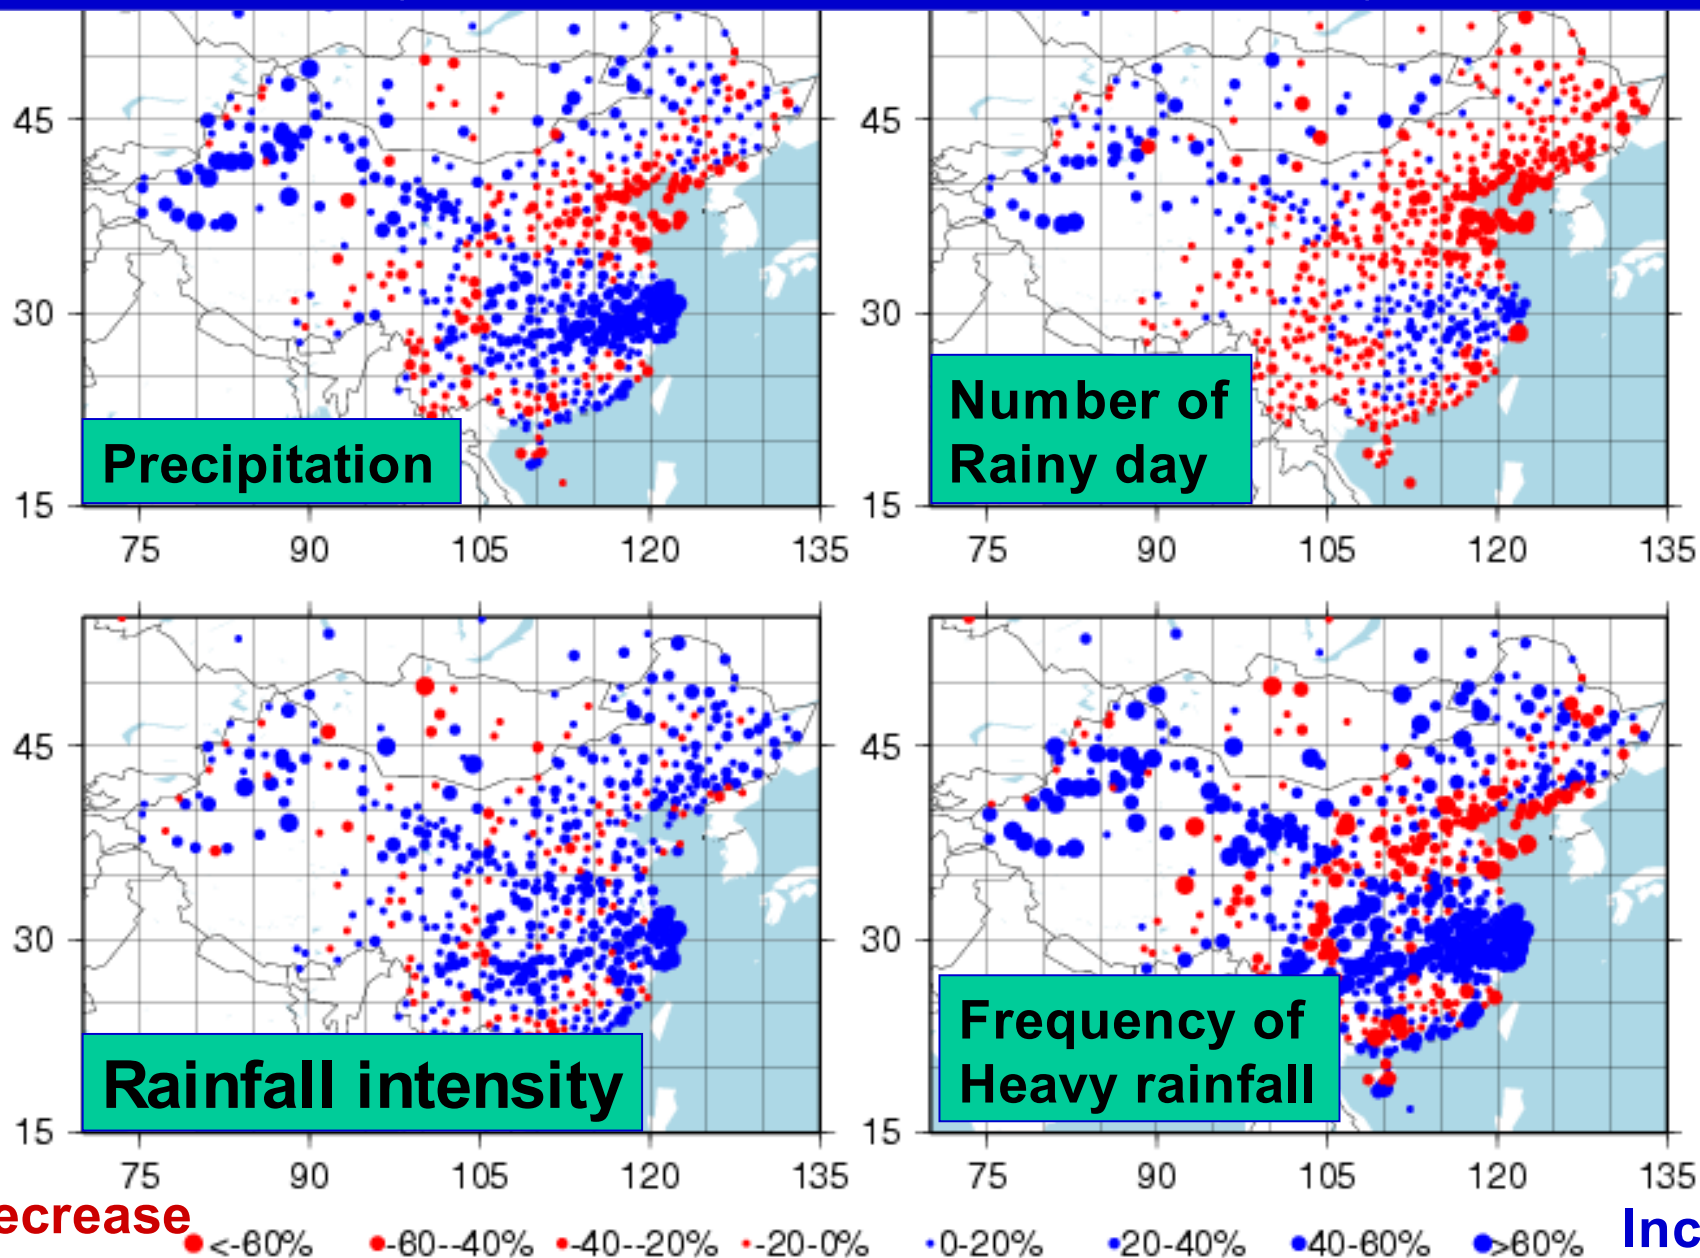 45
30
15
75 90 105 120 135
Precipitation
45
30
15
75 90 105 120 135
Number of
Rainy day
45
30
15
75 90 105 120 135
Rainfall intensity
45
30
15
75 90 105 120 135
Frequency of
Heavy rainfall
ecrease
<-60% -60--40% -40--20% -20-0% 0-20% 20-40% 40-60% >60%
Inc